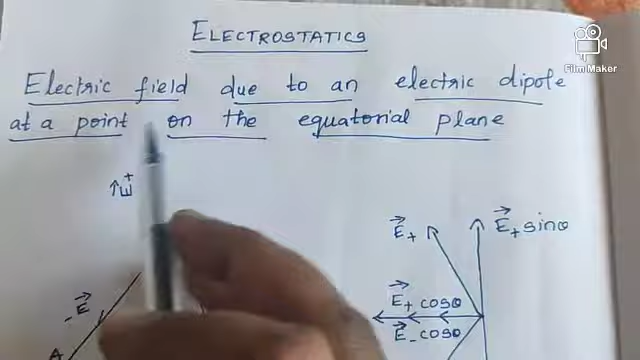 ELECTROSTATICS
Film Maker
Electric field due to an electric dipole
at a point on the equatorial plane
↑E⁺
E⃗₊
E⃗₊ sinθ
E⃗₊ cosθ
E⃗₋ cosθ
-E⃗
A